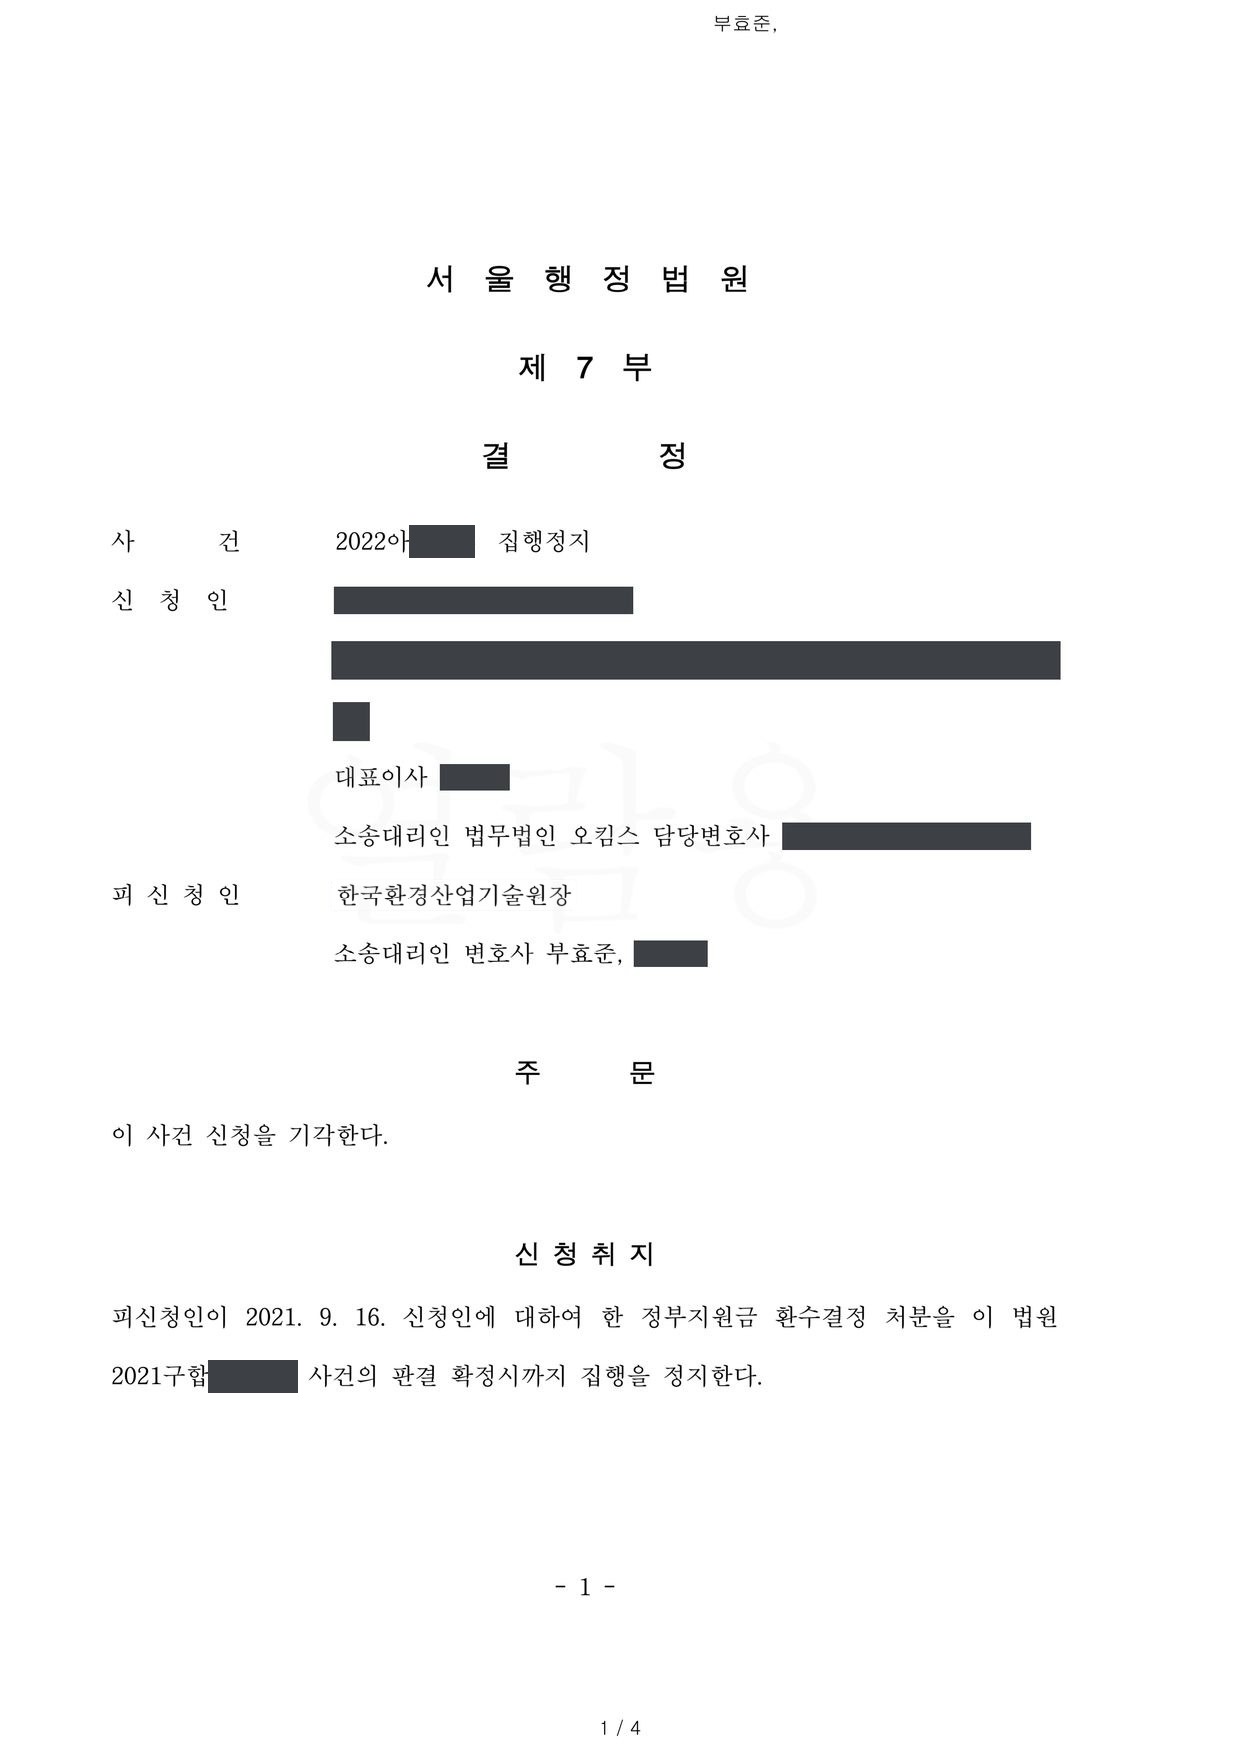 부효준,
서 울 행 정 법 원
제 7 부
결 정
사 건 2022아 집행정지
신 청 인
대표이사
소송대리인 법무법인 오킴스 담당변호사
피 신 청 인 한국환경산업기술원장
소송대리인 변호사 부효준,
열람용
주 문
이 사건 신청을 기각한다.
신 청 취 지
피신청인이 2021. 9. 16. 신청인에 대하여 한 정부지원금 환수결정 처분을 이 법원
2021구합 사건의 판결 확정시까지 집행을 정지한다.
- 1 -
1 / 4